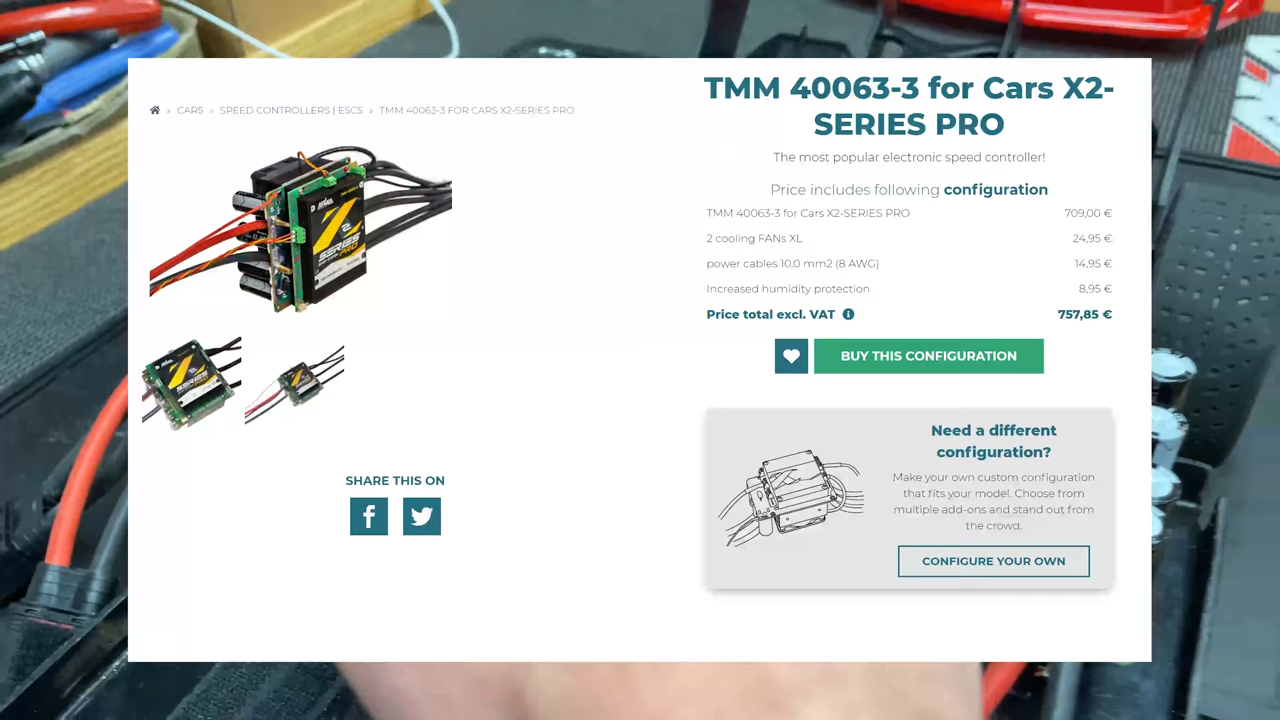 CARS » SPEED CONTROLLERS | ESCS » TMM 40063-3 FOR CARS X2-SERIES PRO
TMM 40063-3 for Cars X2-
SERIES PRO
The most popular electronic speed controller!
Price includes following configuration
TMM 40063-3 for Cars X2-SERIES PRO 709,00 €
2 cooling FANs XL 24,95 €
power cables 10.0 mm2 (8 AWG) 14,95 €
Increased humidity protection 8,95 €
Price total excl. VAT 757,85 €
BUY THIS CONFIGURATION
SERIES
PRO
SHARE THIS ON
Need a different
configuration?
Make your own custom configuration
that fits your model. Choose from
multiple add-ons and stand out from
the crowd.
CONFIGURE YOUR OWN